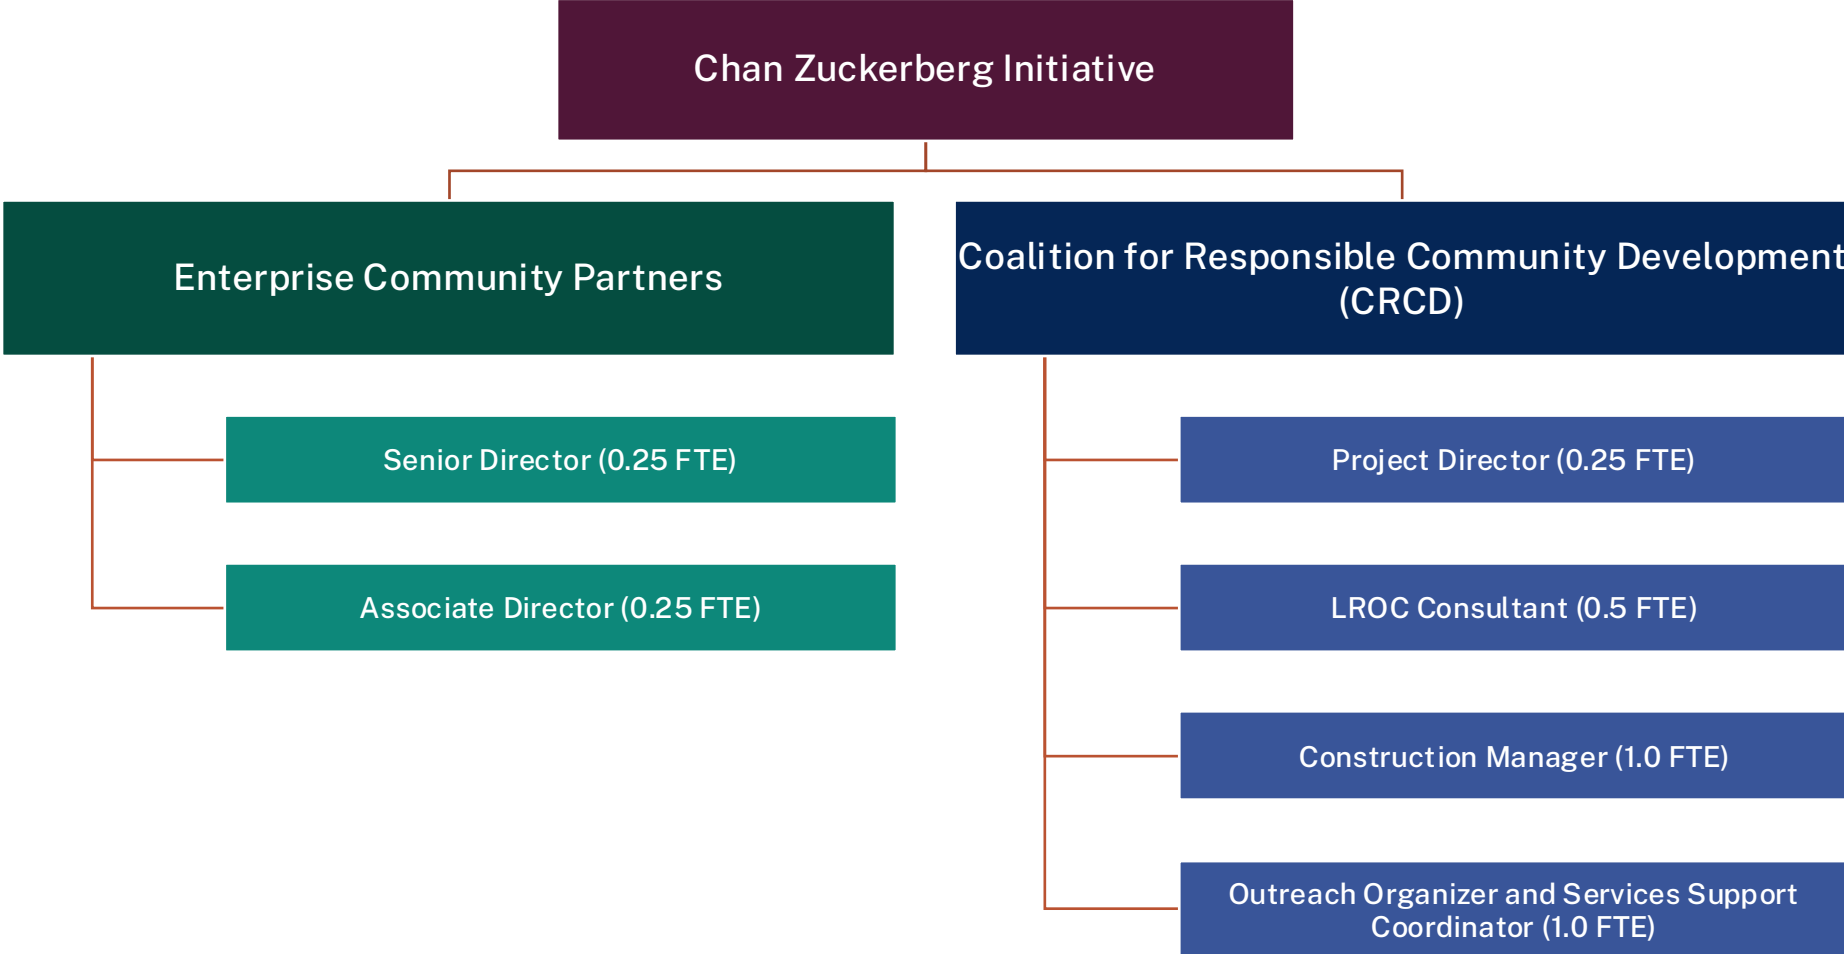 Chan Zuckerberg Initiative
Enterprise Community Partners
Coalition for Responsible Community Development
(CRCD)
Senior Director (0.25 FTE)
Associate Director (0.25 FTE)
Project Director (0.25 FTE)
LROC Consultant (0.5 FTE)
Construction Manager (1.0 FTE)
Outreach Organizer and Services Support
Coordinator (1.0 FTE)